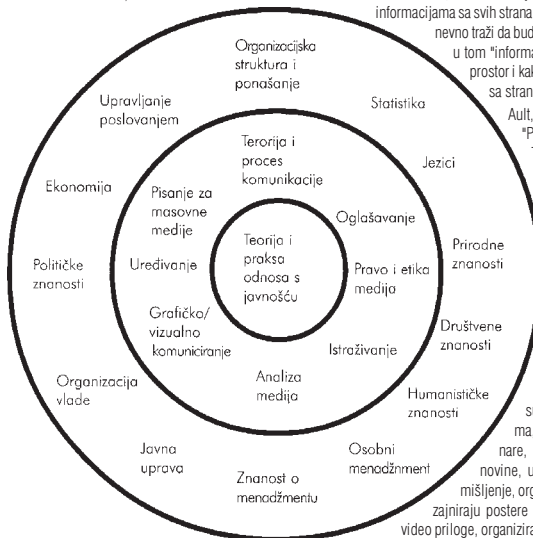 informacijama sa svih strana
nevno traži da bud
u tom "informa
prostor i kak
sa stran
Ault,
"P
Organizacijska
struktura i
ponašanje
Upravljanje
poslovanjem
Statistika
Jezici
Ekonomija
Prirodne
znanosti
Političke
znanosti
Društvene
znanosti
Organizacija
vlade
Humanističke
znanosti
Javna
uprava
Osobni
menadžnment
Znanost o
menadžmentu
Terorija i
proces
komunikacije
Pisanje za
masovne
medije
Oglašavanje
Uređivanje
Pravo i etika
medija
Grafičko/
vizualno
komuniciranje
Istraživanje
Analiza
medija
Teorija i
praksa
odnosa s
javnošću
su
ma,
nare,
novine, u
mišljenje, org
zajniraju postere
video priloge, organizira